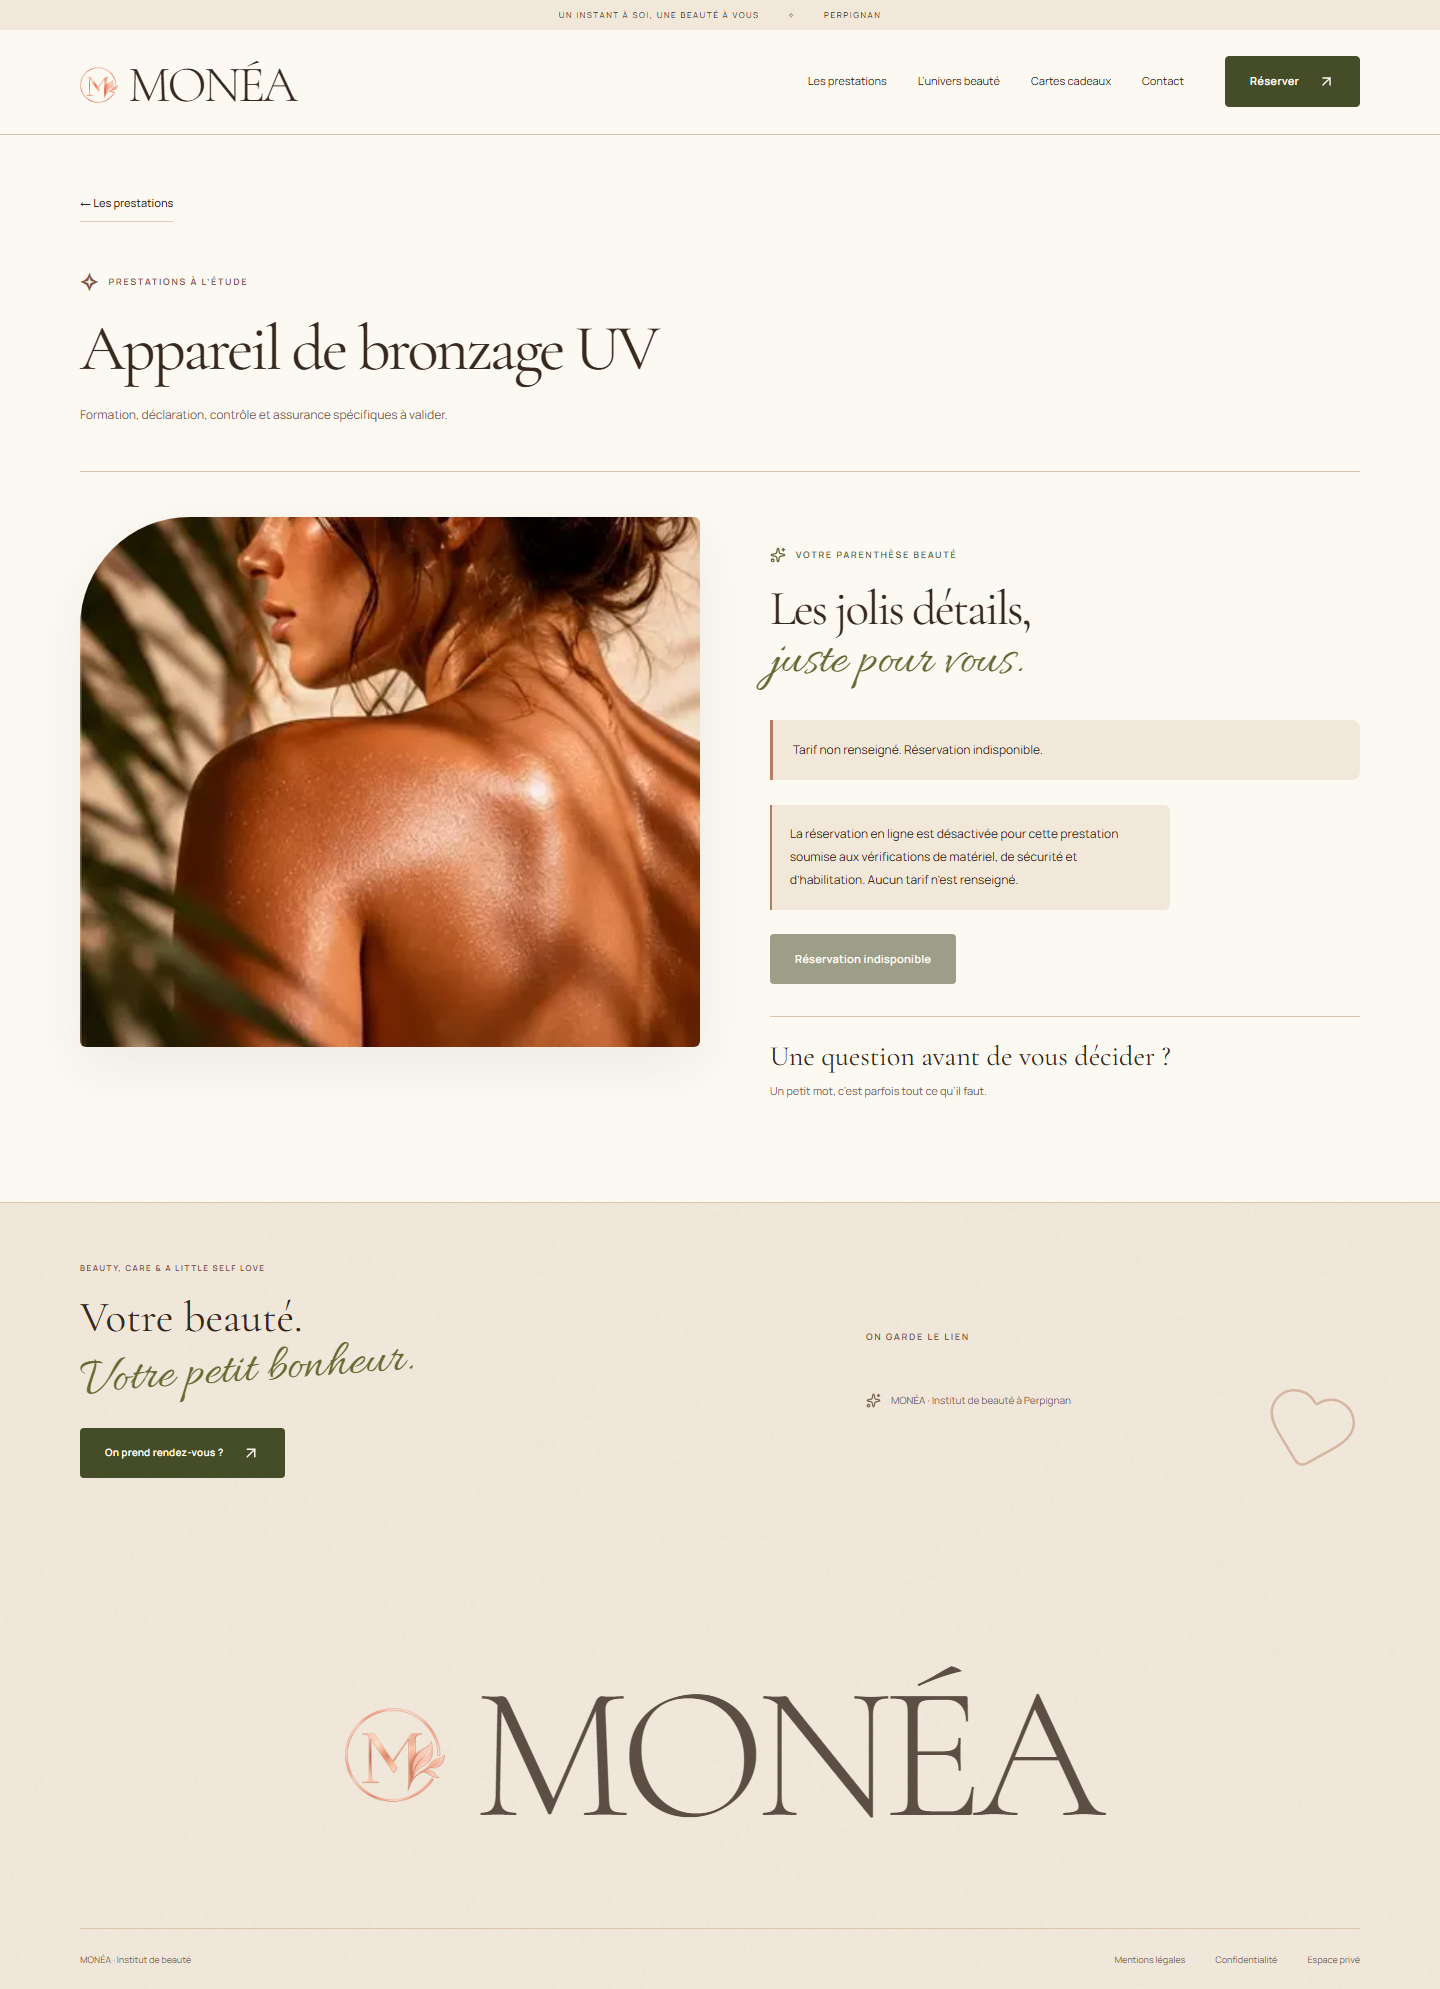 UN INSTANT À SOI, UNE BEAUTÉ À VOUS ✧ PERPIGNAN
MONÉA
Les prestations
L'univers beauté
Cartes cadeaux
Contact
Réserver
← Les prestations
PRESTATIONS À L'ÉTUDE
Appareil de bronzage UV
Formation, déclaration, contrôle et assurance spécifiques à valider.
VOTRE PARENTHÈSE BEAUTÉ
Les jolis détails,
juste pour vous.
Tarif non renseigné. Réservation indisponible.
La réservation en ligne est désactivée pour cette prestation
soumise aux vérifications de matériel, de sécurité et
d'habilitation. Aucun tarif n'est renseigné.
Réservation indisponible
Une question avant de vous décider ?
Un petit mot, c'est parfois tout ce qu'il faut.
BEAUTY, CARE & A LITTLE SELF LOVE
Votre beauté.
Votre petit bonheur.
On prend rendez-vous ?
ON GARDE LE LIEN
MONÉA · Institut de beauté à Perpignan
M MONÉA
MONÉA · Institut de beauté
Mentions légales
Confidentialité
Espace privé